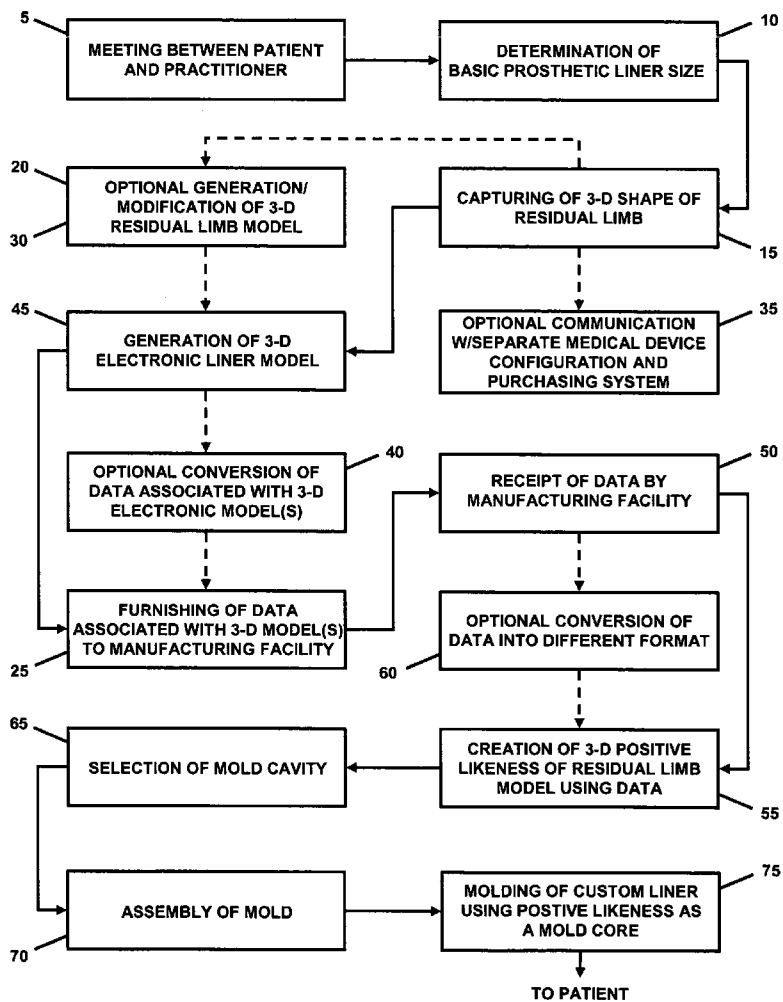 5
MEETING BETWEEN PATIENT
AND PRACTITIONER
10
DETERMINATION OF
BASIC PROSTHETIC LINER SIZE
20
30
OPTIONAL GENERATION/
MODIFICATION OF 3-D
RESIDUAL LIMB MODEL
CAPTURING OF 3-D SHAPE OF
RESIDUAL LIMB
15
45
GENERATION OF 3-D
ELECTRONIC LINER MODEL
35
OPTIONAL COMMUNICATION
W/SEPARATE MEDICAL DEVICE
CONFIGURATION AND
PURCHASING SYSTEM
40
OPTIONAL CONVERSION OF
DATA ASSOCIATED WITH 3-D
ELECTRONIC MODEL(S)
50
RECEIPT OF DATA BY
MANUFACTURING FACILITY
FURNISHING OF DATA
ASSOCIATED WITH 3-D MODEL(S)
TO MANUFACTURING FACILITY
25
OPTIONAL CONVERSION OF
DATA INTO DIFFERENT FORMAT
60
65
SELECTION OF MOLD CAVITY
CREATION OF 3-D POSITIVE
LIKENESS OF RESIDUAL LIMB
MODEL USING DATA
55
ASSEMBLY OF MOLD
70
75
MOLDING OF CUSTOM LINER
USING POSTIVE LIKENESS AS
A MOLD CORE
TO PATIENT